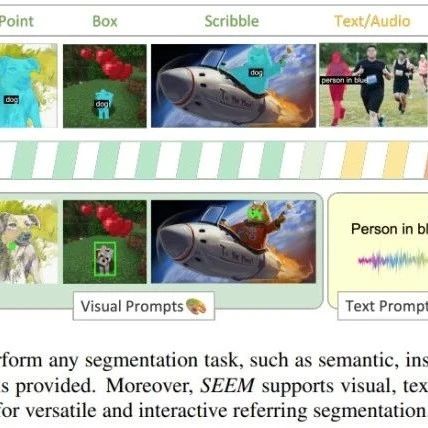 Point Box Scribble Text/Audio
dog dog dog person in blue
Person in bl
Visual Prompts Text Prompt
rform any segmentation task, such as semantic, ins
s provided. Moreover, SEEM supports visual, tex
for versatile and interactive referring segmentation